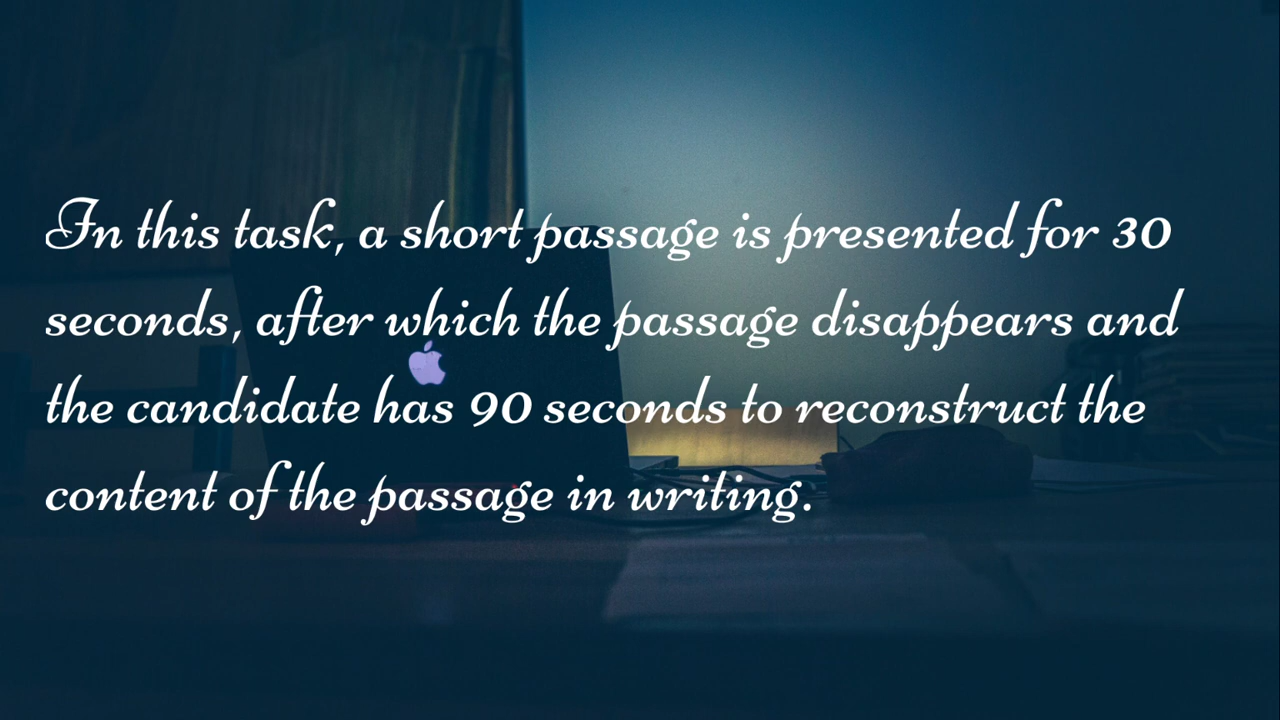 In this task, a short passage is presented for 30
seconds, after which the passage disappears and
the candidate has 90 seconds to reconstruct the
content of the passage in writing.